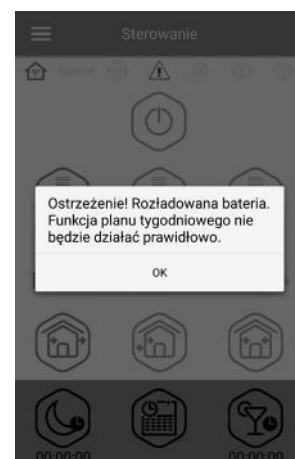 Sterowanie
Ostrzeżenie! Rozładowana bateria.
Funkcja planu tygodniowego nie
będzie działać prawidłowo.
OK
00:00:00 00:00:00